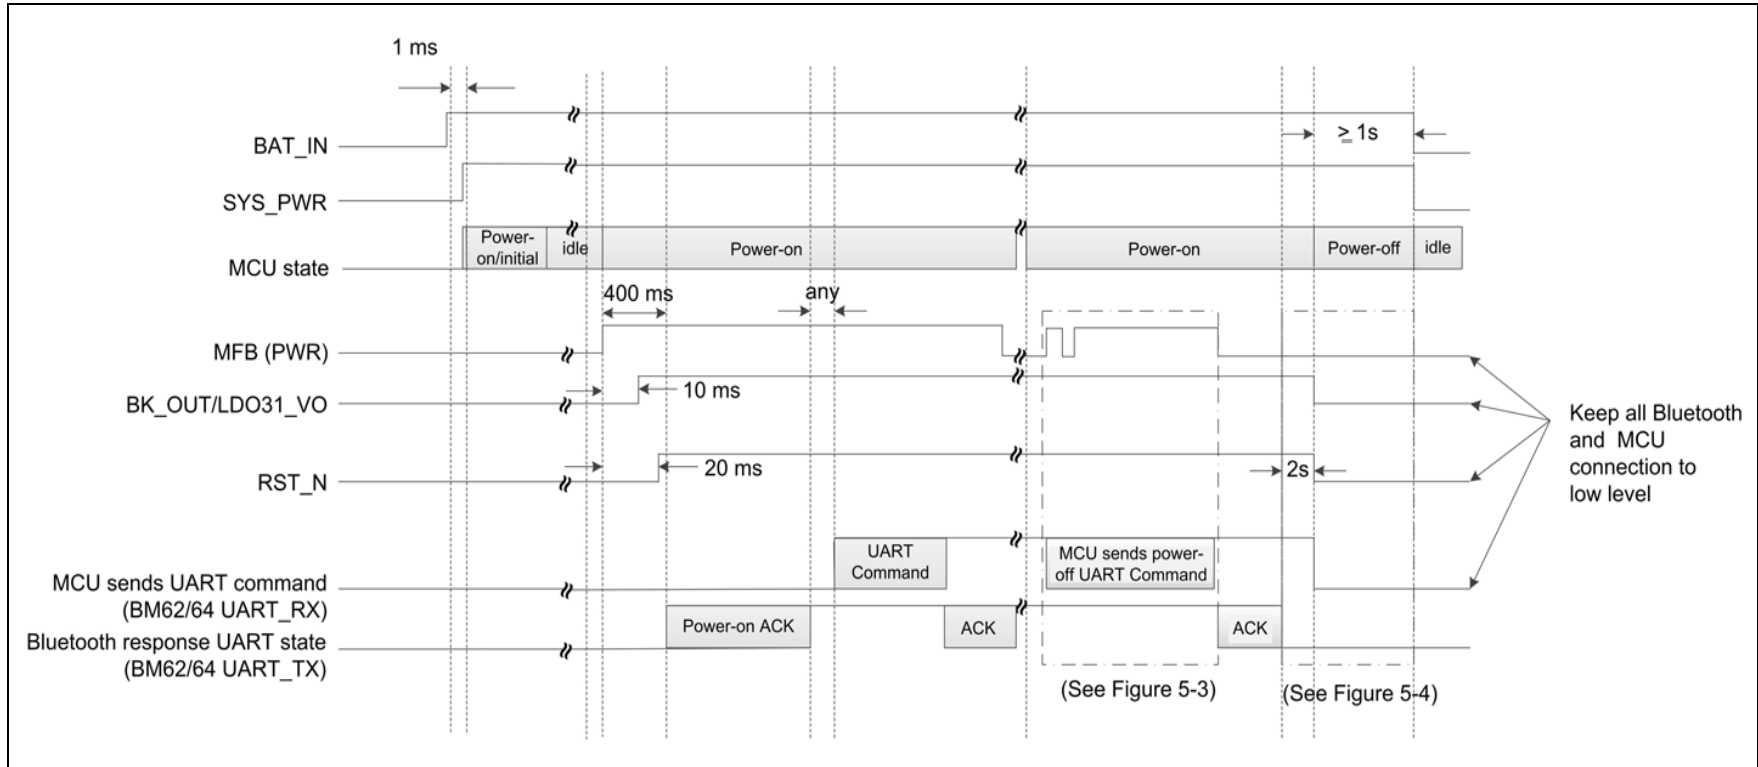 1 ms
BAT_IN
≥ 1s
SYS_PWR
Power-
on/initial
idle
Power-on
Power-on
Power-off
idle
MCU state
400 ms
any
MFB (PWR)
10 ms
BK_OUT/LDO31_VO
Keep all Bluetooth
and MCU
connection to
low level
20 ms
2s
RST_N
UART
Command
MCU sends power-
off UART Command
MCU sends UART command
(BM62/64 UART_RX)
Power-on ACK
ACK
ACK
Bluetooth response UART state
(BM62/64 UART_TX)
(See Figure 5-3)
(See Figure 5-4)